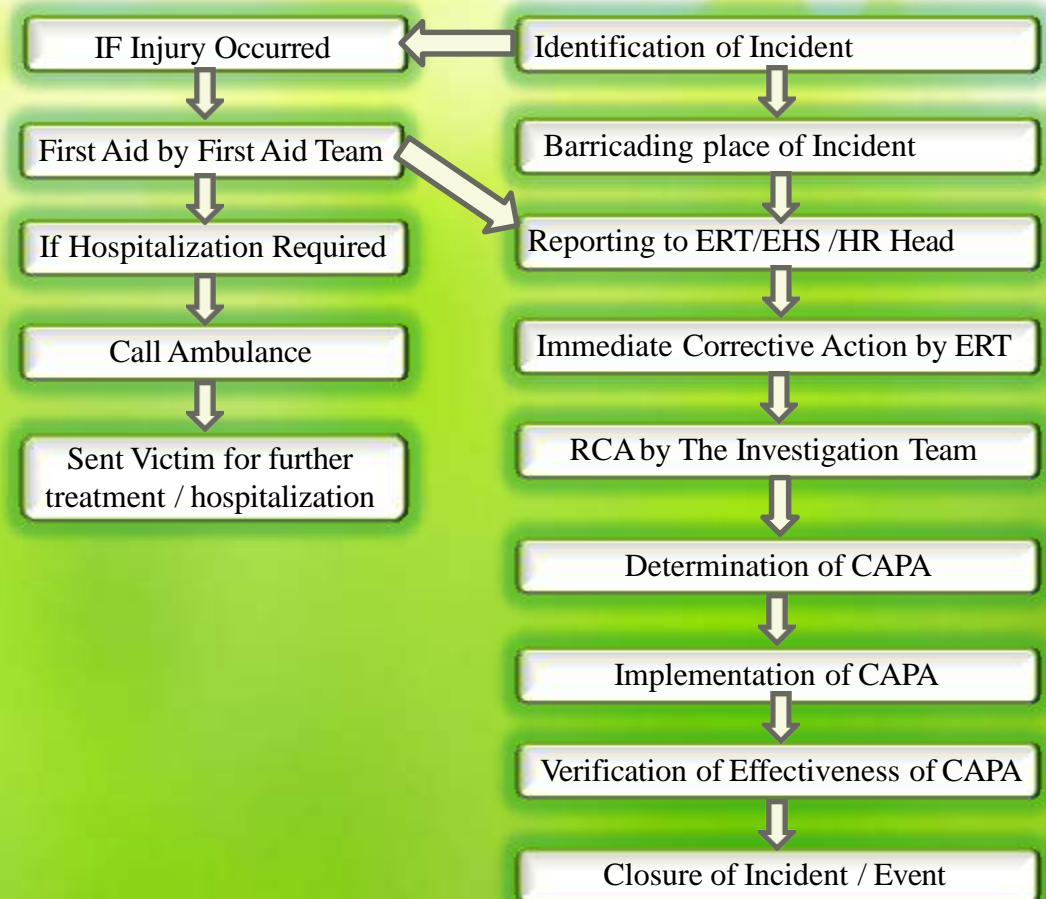 IF Injury Occurred
First Aid by First Aid Team
If Hospitalization Required
Call Ambulance
Sent Victim for further
treatment / hospitalization
Identification of Incident
Barricading place of Incident
Reporting to ERT/EHS /HR Head
Immediate Corrective Action by ERT
RCA by The Investigation Team
Determination of CAPA
Implementation of CAPA
Verification of Effectiveness of CAPA
Closure of Incident / Event